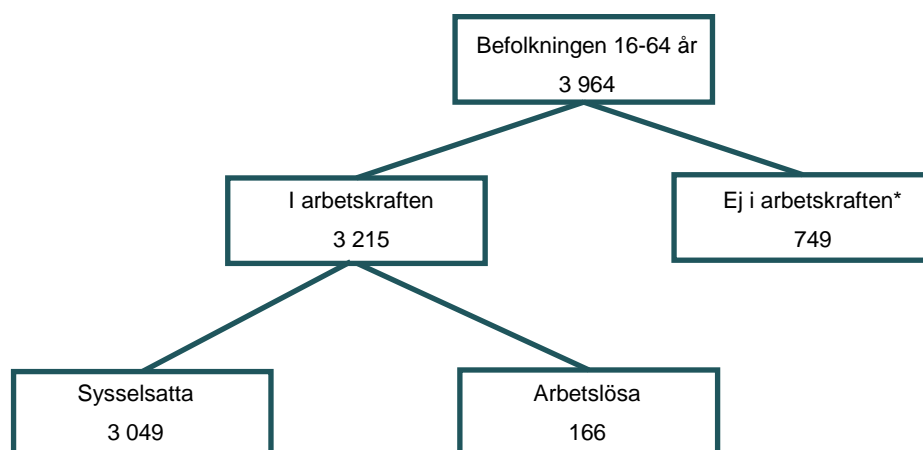 Befolkningen 16-64 år
3 964
I arbetskraften
3 215
Ej i arbetskraften*
749
Sysselsatta
3 049
Arbetslösa
166